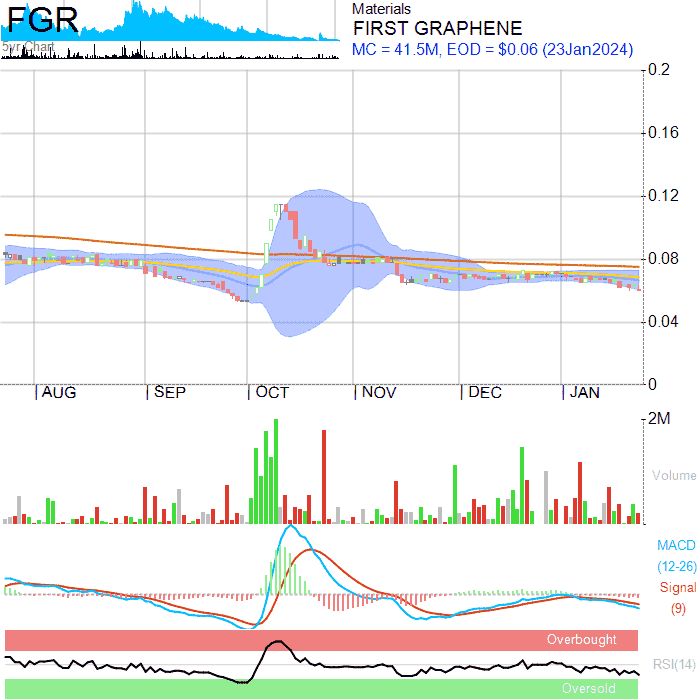 FGR
5yr Chart
Materials
FIRST GRAPHENE
MC = 41.5M, EOD = $0.06 (23Jan2024)
0.2
0.16
0.12
0.08
0.04
0
AUG
SEP
OCT
NOV
DEC
JAN
2M
Volume
MACD
(12-26)
Signal
(9)
Overbought
RSI(14)
Oversold